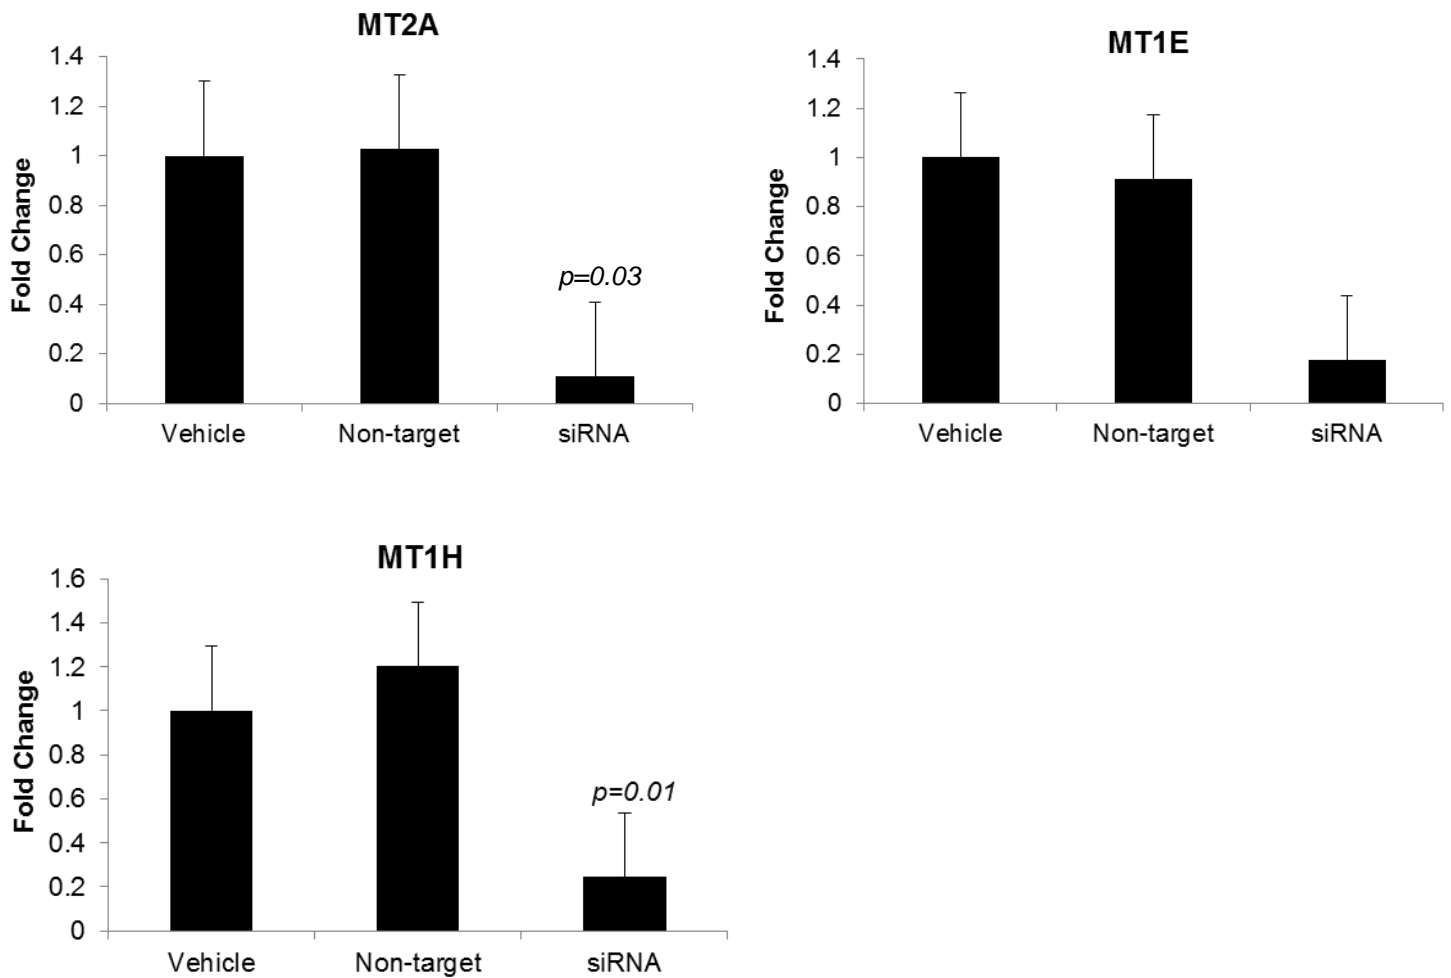 MT2A
Fold Change
1.4
1.2
1
0.8
0.6
0.4
0.2
0
p=0.03
Vehicle Non-target siRNA
MT1E
Fold Change
1.4
1.2
1
0.8
0.6
0.4
0.2
0
Vehicle Non-target siRNA
MT1H
Fold Change
1.6
1.4
1.2
1
0.8
0.6
0.4
0.2
0
p=0.01
Vehicle Non-target siRNA